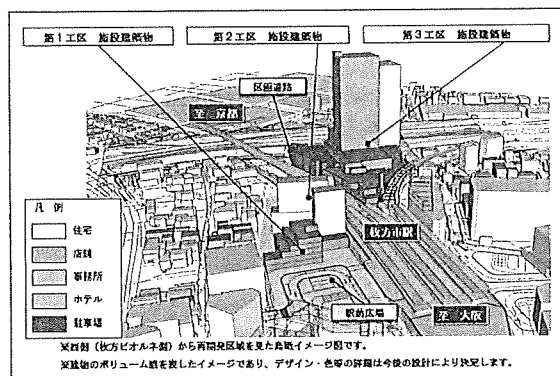 第1工区 施設建築物
第2工区 施設建築物
第3工区 施設建築物
区画道路
至 京都
枚方市駅
凡 例
住宅
店舗
事務所
ホテル
駐車場
駅前広場
至 大阪
※西側（枚方ビオルネ側）から再開発区域を見た鳥瞰イメージ図です。
※建物のボリューム感を表したイメージであり、デザイン・色等の詳細は今後の設計により決定します。